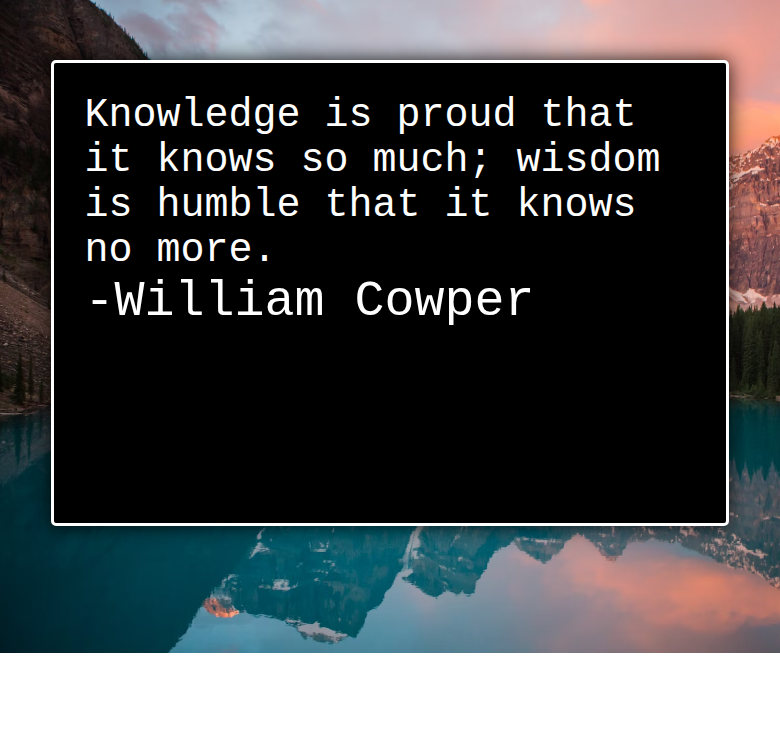 Knowledge is proud that
it knows so much; wisdom
is humble that it knows
no more.
-William Cowper